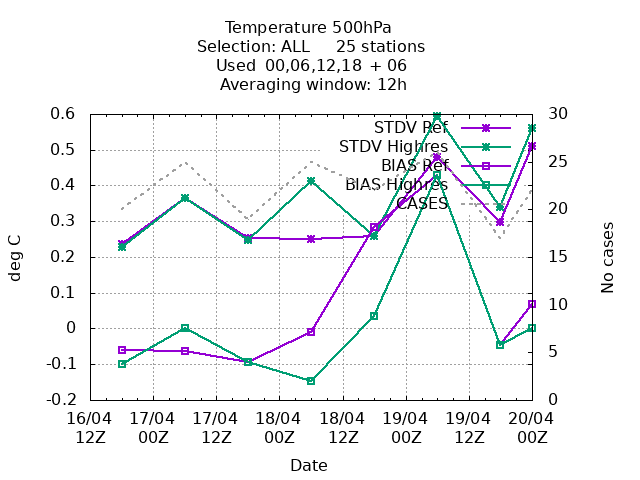 Temperature 500hPa
Selection: ALL 25 stations
Used 00,06,12,18 + 06
Averaging window: 12h
STDV Ref
STDV Highres
BIAS Ref
BIAS Highres
CASES
deg C
0.6
0.5
0.4
0.3
0.2
0.1
0
-0.1
-0.2
No cases
30
25
20
15
10
5
0
16/04 17/04 17/04 18/04 18/04 19/04 19/04 20/04
12Z 00Z 12Z 00Z 12Z 00Z 12Z 00Z
Date